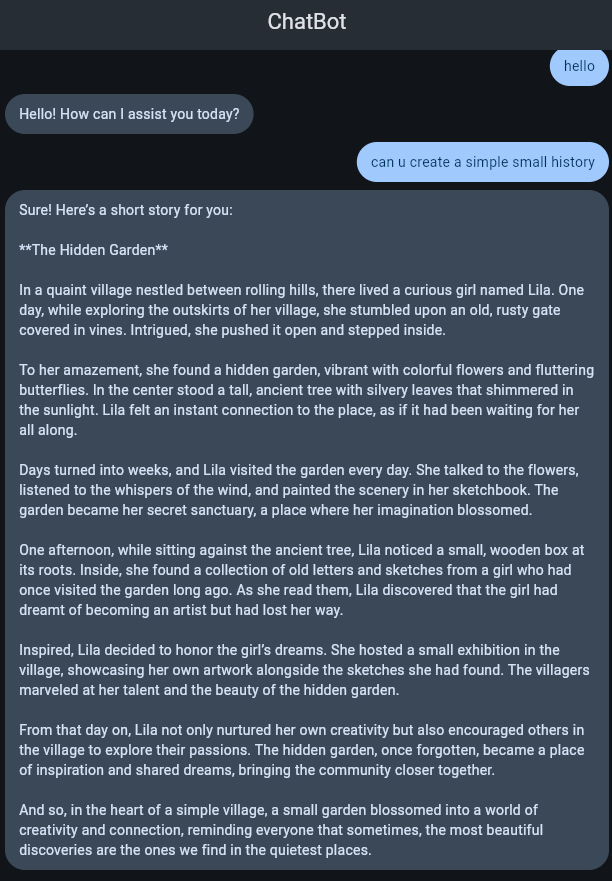 ChatBot
hello
Hello! How can I assist you today?
can u create a simple small history
Sure! Here's a short story for you:
**The Hidden Garden**
In a quaint village nestled between rolling hills, there lived a curious girl named Lila. One
day, while exploring the outskirts of her village, she stumbled upon an old, rusty gate
covered in vines. Intrigued, she pushed it open and stepped inside.
To her amazement, she found a hidden garden, vibrant with colorful flowers and fluttering
butterflies. In the center stood a tall, ancient tree with silvery leaves that shimmered in
the sunlight. Lila felt an instant connection to the place, as if it had been waiting for her
all along.
Days turned into weeks, and Lila visited the garden every day. She talked to the flowers,
listened to the whispers of the wind, and painted the scenery in her sketchbook. The
garden became her secret sanctuary, a place where her imagination blossomed.
One afternoon, while sitting against the ancient tree, Lila noticed a small, wooden box at
its roots. Inside, she found a collection of old letters and sketches from a girl who had
once visited the garden long ago. As she read them, Lila discovered that the girl had
dreamt of becoming an artist but had lost her way.
Inspired, Lila decided to honor the girl's dreams. She hosted a small exhibition in the
village, showcasing her own artwork alongside the sketches she had found. The villagers
marveled at her talent and the beauty of the hidden garden.
From that day on, Lila not only nurtured her own creativity but also encouraged others in
the village to explore their passions. The hidden garden, once forgotten, became a place
of inspiration and shared dreams, bringing the community closer together.
And so, in the heart of a simple village, a small garden blossomed into a world of
creativity and connection, reminding everyone that sometimes, the most beautiful
discoveries are the ones we find in the quietest places.